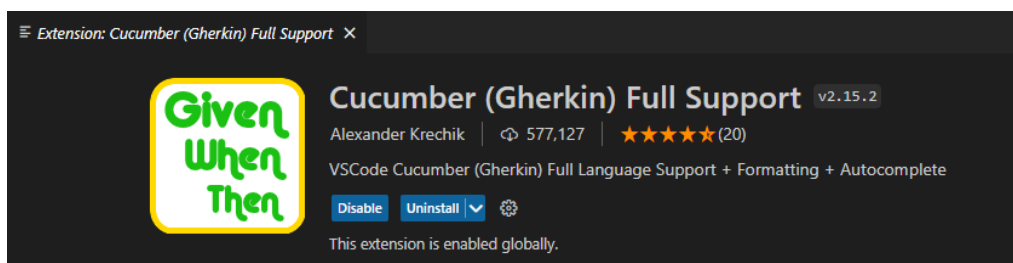 Extension: Cucumber (Gherkin) Full Support
Given
When
Then
Cucumber (Gherkin) Full Support v2.15.2
Alexander Krechik 577,127 (20)
VSCode Cucumber (Gherkin) Full Language Support + Formatting + Autocomplete
Disable Uninstall
This extension is enabled globally.